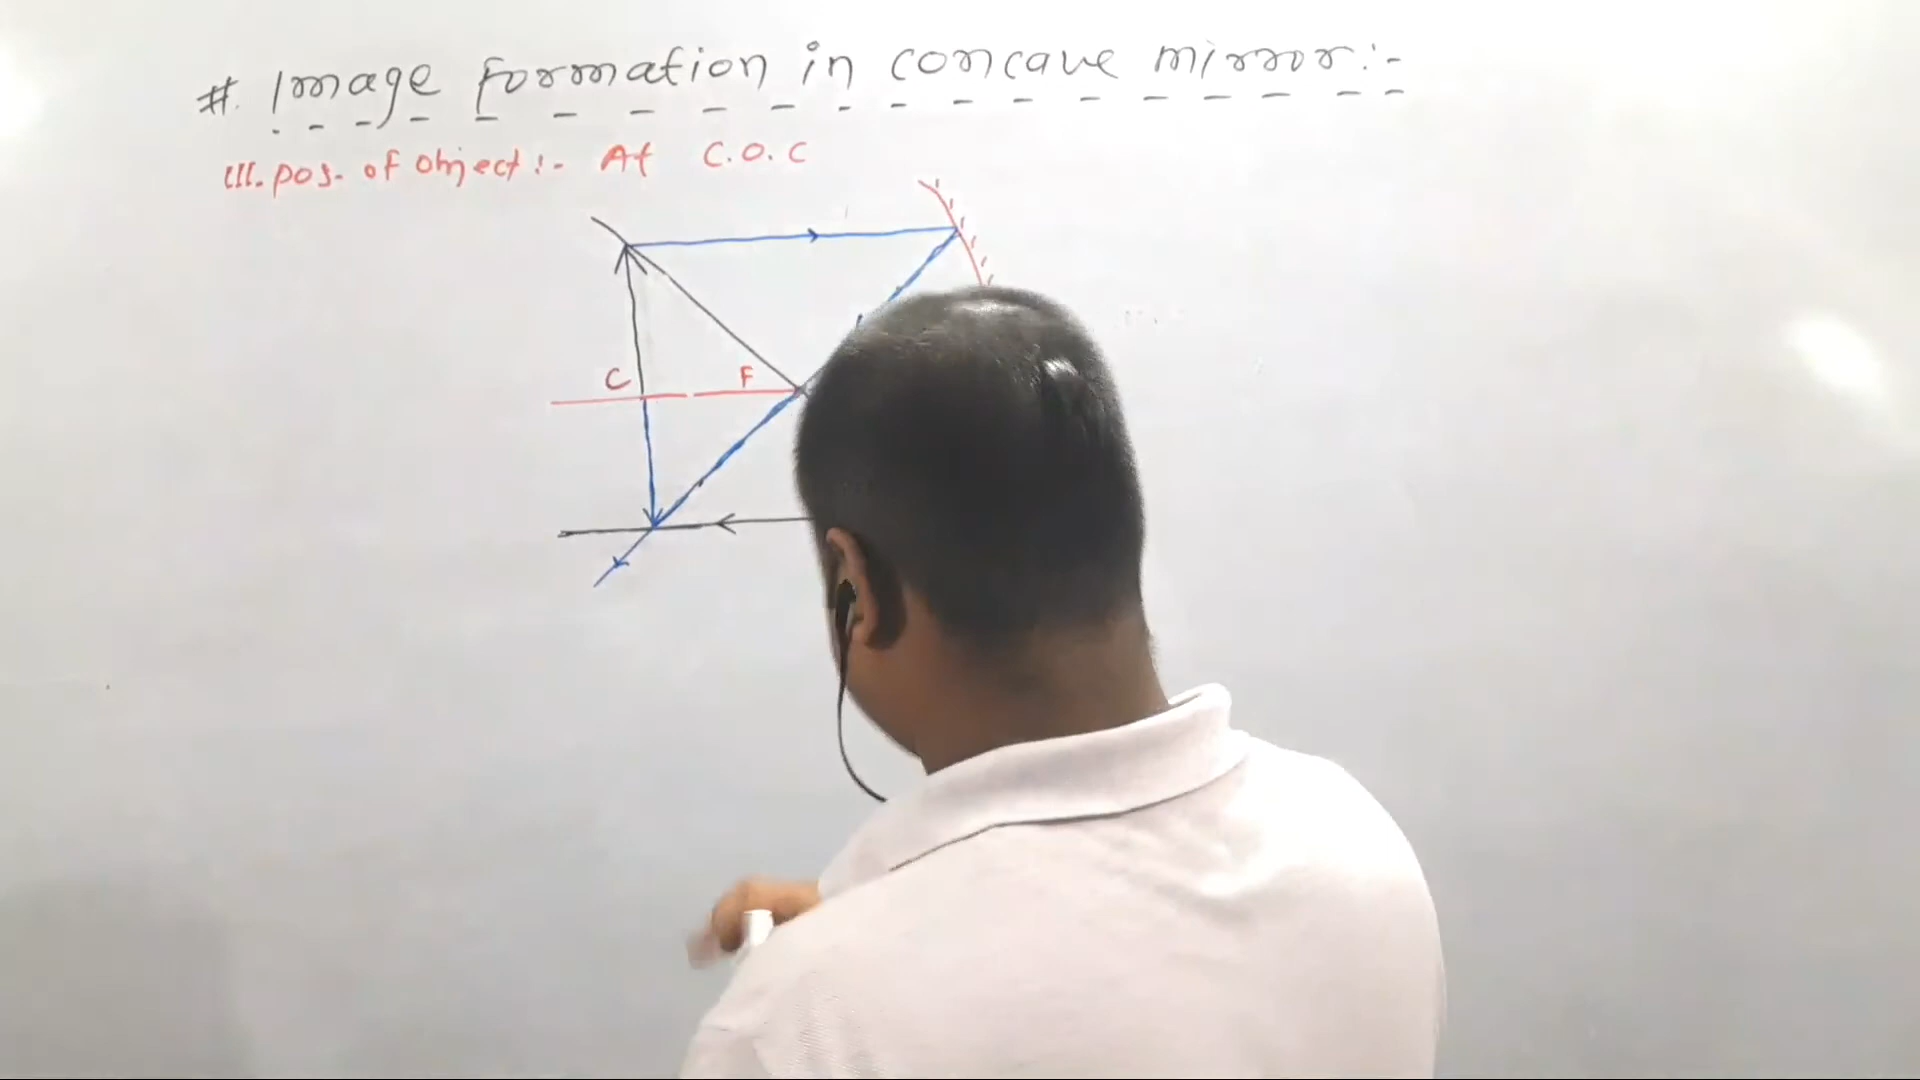 #. Image formation in concave mirror:-
III. pos. of object:- At C.O.C
C F